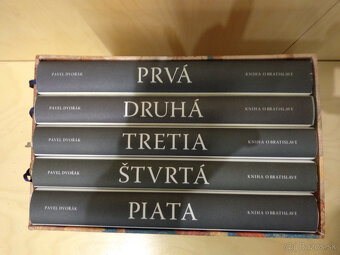 PAVEL DVOŘÁK PRVÁ KNIHA O BRATISLAVE
PAVEL DVOŘÁK DRUHÁ KNIHA O BRATISLAVE
PAVEL DVOŘÁK TRETIA KNIHA O BRATISLAVE
PAVEL DVOŘÁK ŠTVRTÁ KNIHA O BRATISLAVE
PAVEL DVOŘÁK PIATA KNIHA O BRATISLAVE